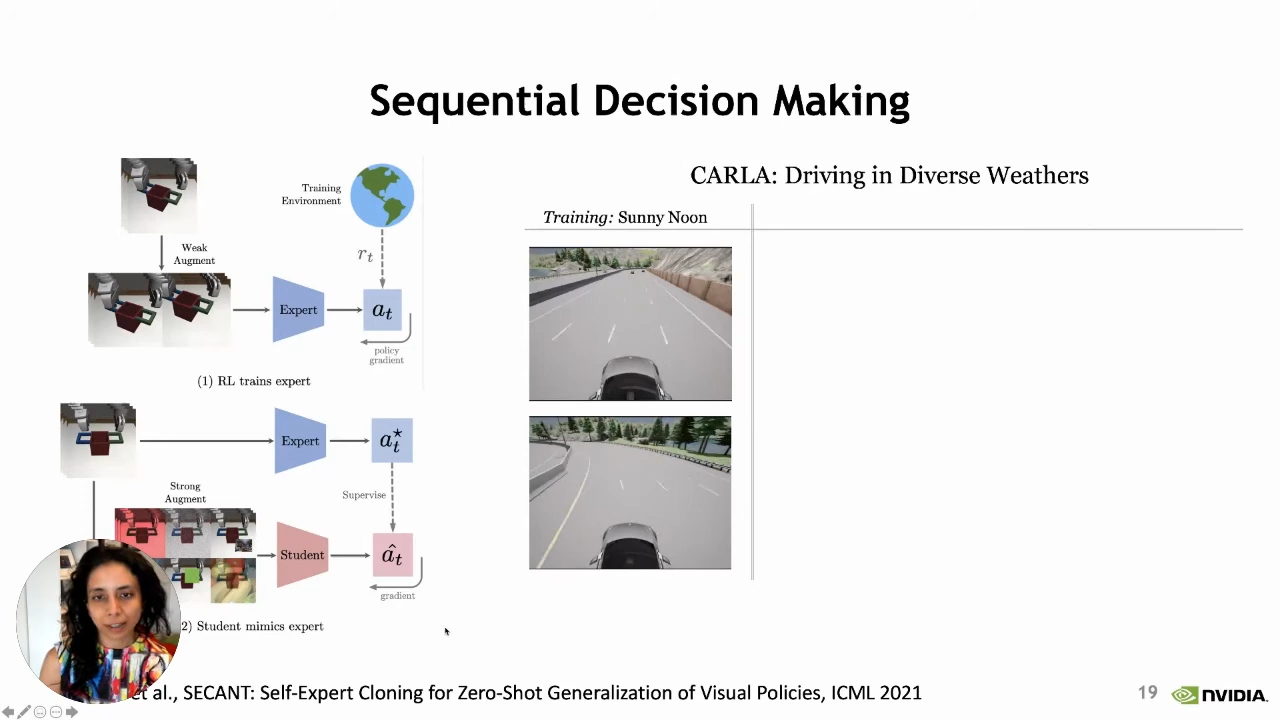 Sequential Decision Making
Training
Environment
r_t
Weak
Augment
Expert
a_t
policy
gradient
(1) RL trains expert
Expert
a_t^⋆
Strong
Augment
Supervise
Student
â_t
gradient
2) Student mimics expert
CARLA: Driving in Diverse Weathers
Training: Sunny Noon
et al., SECANT: Self-Expert Cloning for Zero-Shot Generalization of Visual Policies, ICML 2021
19
NVIDIA.